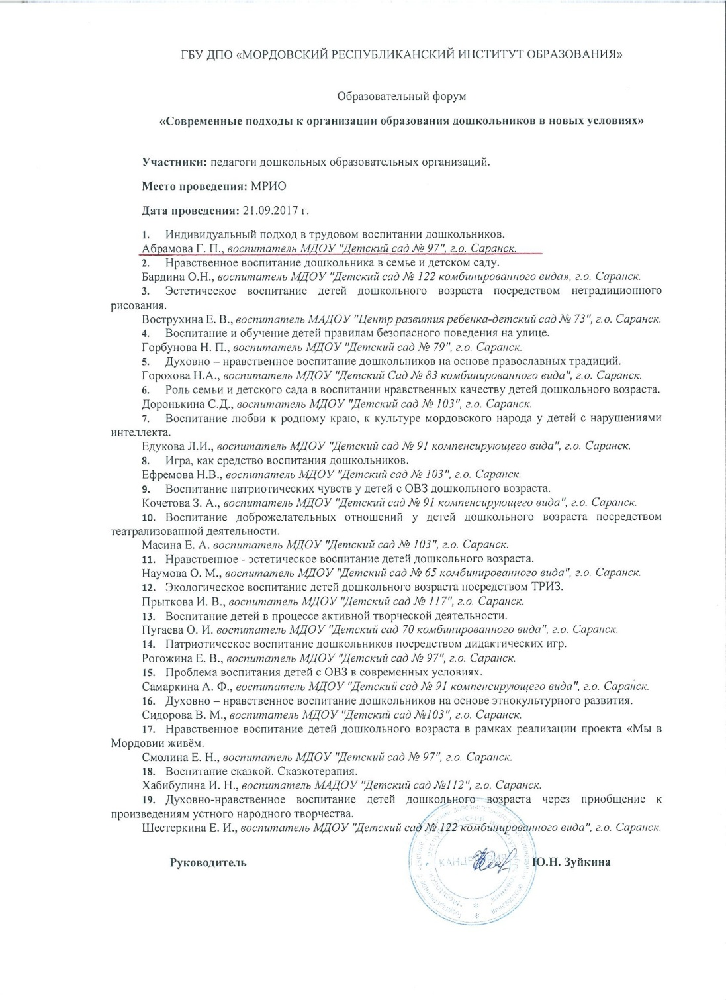 ГБУ ДПО «МОРДОВСКИЙ РЕСПУБЛИКАНСКИЙ ИНСТИТУТ ОБРАЗОВАНИЯ»
Образовательный форум
«Современные подходы к организации образования дошкольников в новых условиях»
Участники: педагоги дошкольных образовательных организаций.
Место проведения: МРИО
Дата проведения: 21.09.2017 г.
1. Индивидуальный подход в трудовом воспитании дошкольников.
Абрамова Г. П., воспитатель МДОУ "Детский сад № 97", г.о. Саранск.
2. Нравственное воспитание дошкольника в семье и детском саду.
Бардина О.Н., воспитатель МДОУ "Детский сад № 122 комбинированного вида», г.о. Саранск.
3. Эстетическое воспитание детей дошкольного возраста посредством нетрадиционного
рисования.
Вострухина Е. В., воспитатель МАДОУ "Центр развития ребенка-детский сад № 73", г.о. Саранск.
4. Воспитание и обучение детей правилам безопасного поведения на улице.
Горбунова Н. П., воспитатель МДОУ "Детский сад № 79", г.о. Саранск.
5. Духовно – нравственное воспитание дошкольников на основе православных традиций.
Горохова Н.А., воспитатель МДОУ "Детский Сад № 83 комбинированного вида", г.о. Саранск.
6. Роль семьи и детского сада в воспитании нравственных качеству детей дошкольного возраста.
Доронькина С.Д., воспитатель МДОУ "Детский сад № 103", г.о. Саранск.
7. Воспитание любви к родному краю, к культуре мордовского народа у детей с нарушениями
интеллекта.
Едукова Л.И., воспитатель МДОУ "Детский сад № 91 компенсирующего вида", г.о. Саранск.
8. Игра, как средство воспитания дошкольников.
Ефремова Н.В., воспитатель МДОУ "Детский сад № 103", г.о. Саранск.
9. Воспитание патриотических чувств у детей с ОВЗ дошкольного возраста.
Кочетова З. А., воспитатель МДОУ "Детский сад № 91 компенсирующего вида", г.о. Саранск.
10. Воспитание доброжелательных отношений у детей дошкольного возраста посредством
театрализованной деятельности.
Масина Е. А. воспитатель МДОУ "Детский сад № 103", г.о. Саранск.
11. Нравственное - эстетическое воспитание детей дошкольного возраста.
Наумова О. М., воспитатель МДОУ "Детский сад № 65 комбинированного вида", г.о. Саранск.
12. Экологическое воспитание детей дошкольного возраста посредством ТРИЗ.
Прыткова И. В., воспитатель МДОУ "Детский сад № 117", г.о. Саранск.
13. Воспитание детей в процессе активной творческой деятельности.
Пугаева О. И. воспитатель МДОУ "Детский сад 70 комбинированного вида", г.о. Саранск.
14. Патриотическое воспитание дошкольников посредством дидактических игр.
Рогожина Е. В., воспитатель МДОУ "Детский сад № 97", г.о. Саранск.
15. Проблема воспитания детей с ОВЗ в современных условиях.
Самаркина А. Ф., воспитатель МДОУ "Детский сад № 91 компенсирующего вида", г.о. Саранск.
16. Духовно – нравственное воспитание дошкольников на основе этнокультурного развития.
Сидорова В. М., воспитатель МДОУ "Детский сад №103", г.о. Саранск.
17. Нравственное воспитание детей дошкольного возраста в рамках реализации проекта «Мы в
Мордовии живём.
Смолина Е. Н., воспитатель МДОУ "Детский сад № 97", г.о. Саранск.
18. Воспитание сказкой. Сказкотерапия.
Хабибулина И. Н., воспитатель МАДОУ "Детский сад №112", г.о. Саранск.
19. Духовно-нравственное воспитание детей дошкольного возраста через приобщение к
произведениям устного народного творчества.
Шестеркина Е. И., воспитатель МДОУ "Детский сад № 122 комбинированного вида", г.о. Саранск.
Руководитель Ю.Н. Зуйкина
КАНЦЕЛЯРИЯ